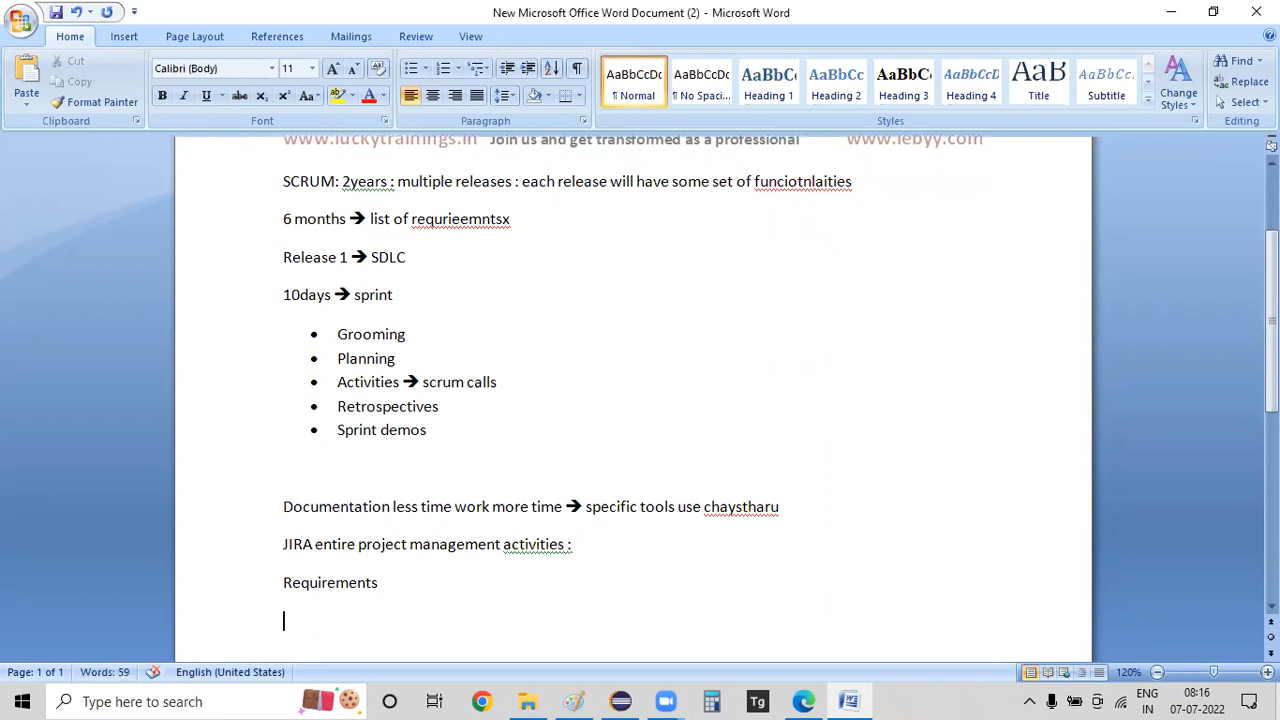 New Microsoft Office Word Document (2) - Microsoft Word
Home Insert Page Layout References Mailings Review View
Cut
Copy
Format Painter
Paste
Clipboard
Calibri (Body) 11
Font
Paragraph
AaBbCcDc AaBbCcDc AaBbC AaBbCc AaBbCc AaBbCcD AaB AaBbCcD
¶ Normal ¶ No Spaci... Heading 1 Heading 2 Heading 3 Heading 4 Title Subtitle
Change Styles
Styles
Find
Replace
Select
Editing
www.luckytrainings.in Join us and get transformed as a professional www.lebyy.com
SCRUM: 2years : multiple releases : each release will have some set of funciotnlaities
6 months ➔ list of requrieemntsx
Release 1 ➔ SDLC
10days ➔ sprint
• Grooming
• Planning
• Activities ➔ scrum calls
• Retrospectives
• Sprint demos
Documentation less time work more time ➔ specific tools use chaystharu
JIRA entire project management activities :
Requirements
Page: 1 of 1 Words: 59 English (United States) 120%
Type here to search
Tg
ENG
IN
08:16
07-07-2022